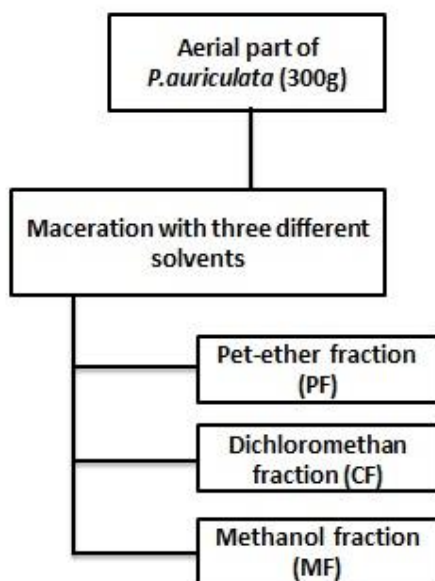 Aerial part of
P.auriculata (300g)
Maceration with three different
solvents
Pet-ether fraction
(PF)
Dichloromethan
fraction (CF)
Methanol fraction
(MF)